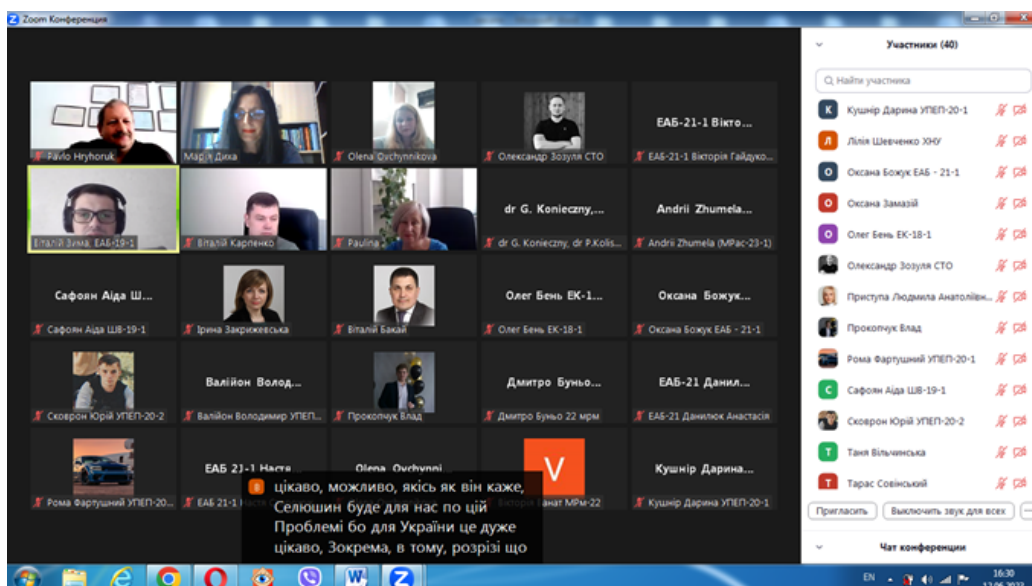 Zoom Конференция
Pavlo Hryhoruk
Марія Диха
Olena Ovchynnikova
Олександр Зозуля СТО
ЕАБ-21-1 Вікто...
ЕАБ-21-1 Вікторія Гайдуко...
Віталій Зима, ЕАБ-19-1
Віталій Карпенко
Paulina
dr G. Konieczny,...
dr G. Konieczny, dr P.Kolis...
Andrii Zhumela...
Andrii Zhumela (МРас-23-1)
Сафоян Аіда Ш...
Сафоян Аіда ШВ-19-1
Ірина Закрижевська
Віталій Бакай
Олег Бень ЕК-1...
Олег Бень ЕК-18-1
Оксана Божук...
Оксана Божук ЕАБ - 21-1
Сковрон Юрій УПЕП-20-2
Валійон Волод...
Валійон Володимир УПЕП...
Прокопчук Влад
Дмитро Буньо...
Дмитро Буньо 22 мрм
ЕАБ-21 Данил...
ЕАБ-21 Данилюк Анастасія
Рома Фартушний УПЕП-20...
ЕАБ 21-1 Настя
ЕАБ 21-1
Olena Ovchynni
V
Банат МРм-22
Кушнір Дарина...
Кушнір Дарина УПЕП-20-1
В
цікаво, можливо, якісь як він каже,
Селюшин буде для нас по цій
Проблемі бо для України це дуже
цікаво, Зокрема, в тому, розрізі що
Участники (40)
Найти участника
К Кушнір Дарина УПЕП-20-1
Л Лілія Шевченко ХНУ
О Оксана Божук ЕАБ - 21-1
О Оксана Замазій
О Олег Бень ЕК-18-1
Олександр Зозуля СТО
Приступа Людмила Анатоліївн...
Прокопчук Влад
Рома Фартушний УПЕП-20-1
С Сафоян Аіда ШВ-19-1
Сковрон Юрій УПЕП-20-2
Т Таня Вільчинська
Т Тарас Совінський
Пригласить
Выключить звук для всех
Чат конференции
EN
16:30